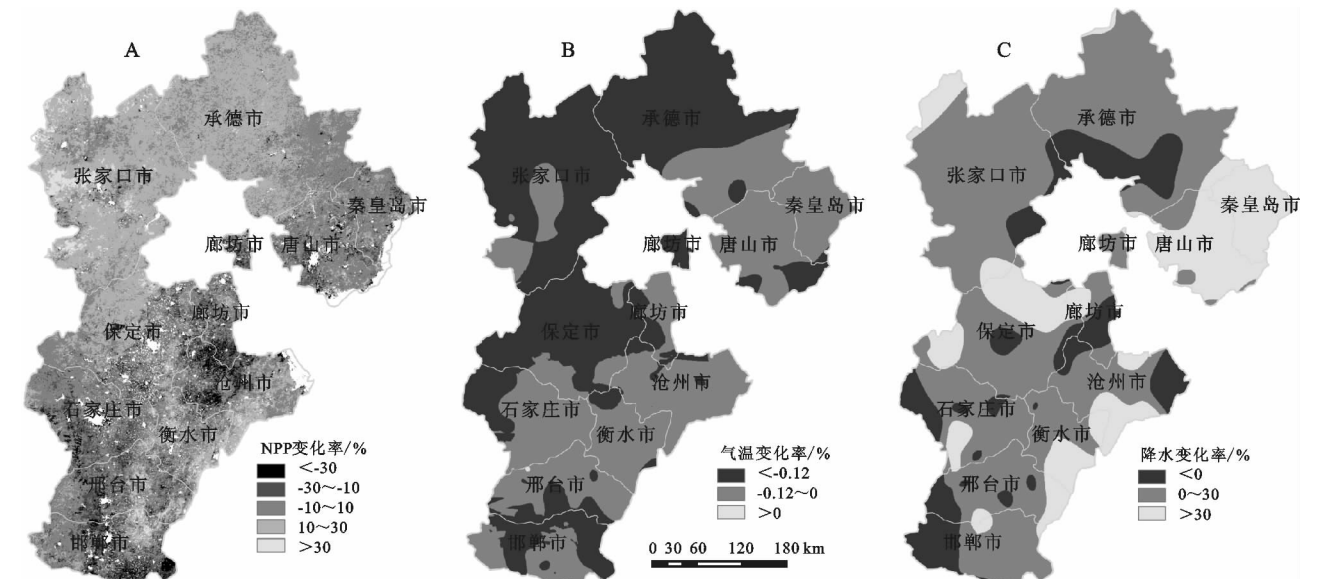 A
承德市
张家口市
秦皇岛市
廊坊市
唐山市
廊坊市
保定市
沧州市
石家庄市
衡水市
邢台市
邯郸市
NPP变化率/%
<-30
-30～-10
-10～10
10～30
>30
B
承德市
张家口市
秦皇岛市
廊坊市
唐山市
廊坊市
保定市
沧州市
石家庄市
衡水市
邢台市
邯郸市
气温变化率/%
<-0.12
-0.12～0
>0
0 30 60 120 180 km
C
承德市
张家口市
秦皇岛市
廊坊市
唐山市
廊坊市
保定市
沧州市
石家庄市
衡水市
邢台市
邯郸市
降水变化率/%
<0
0～30
>30